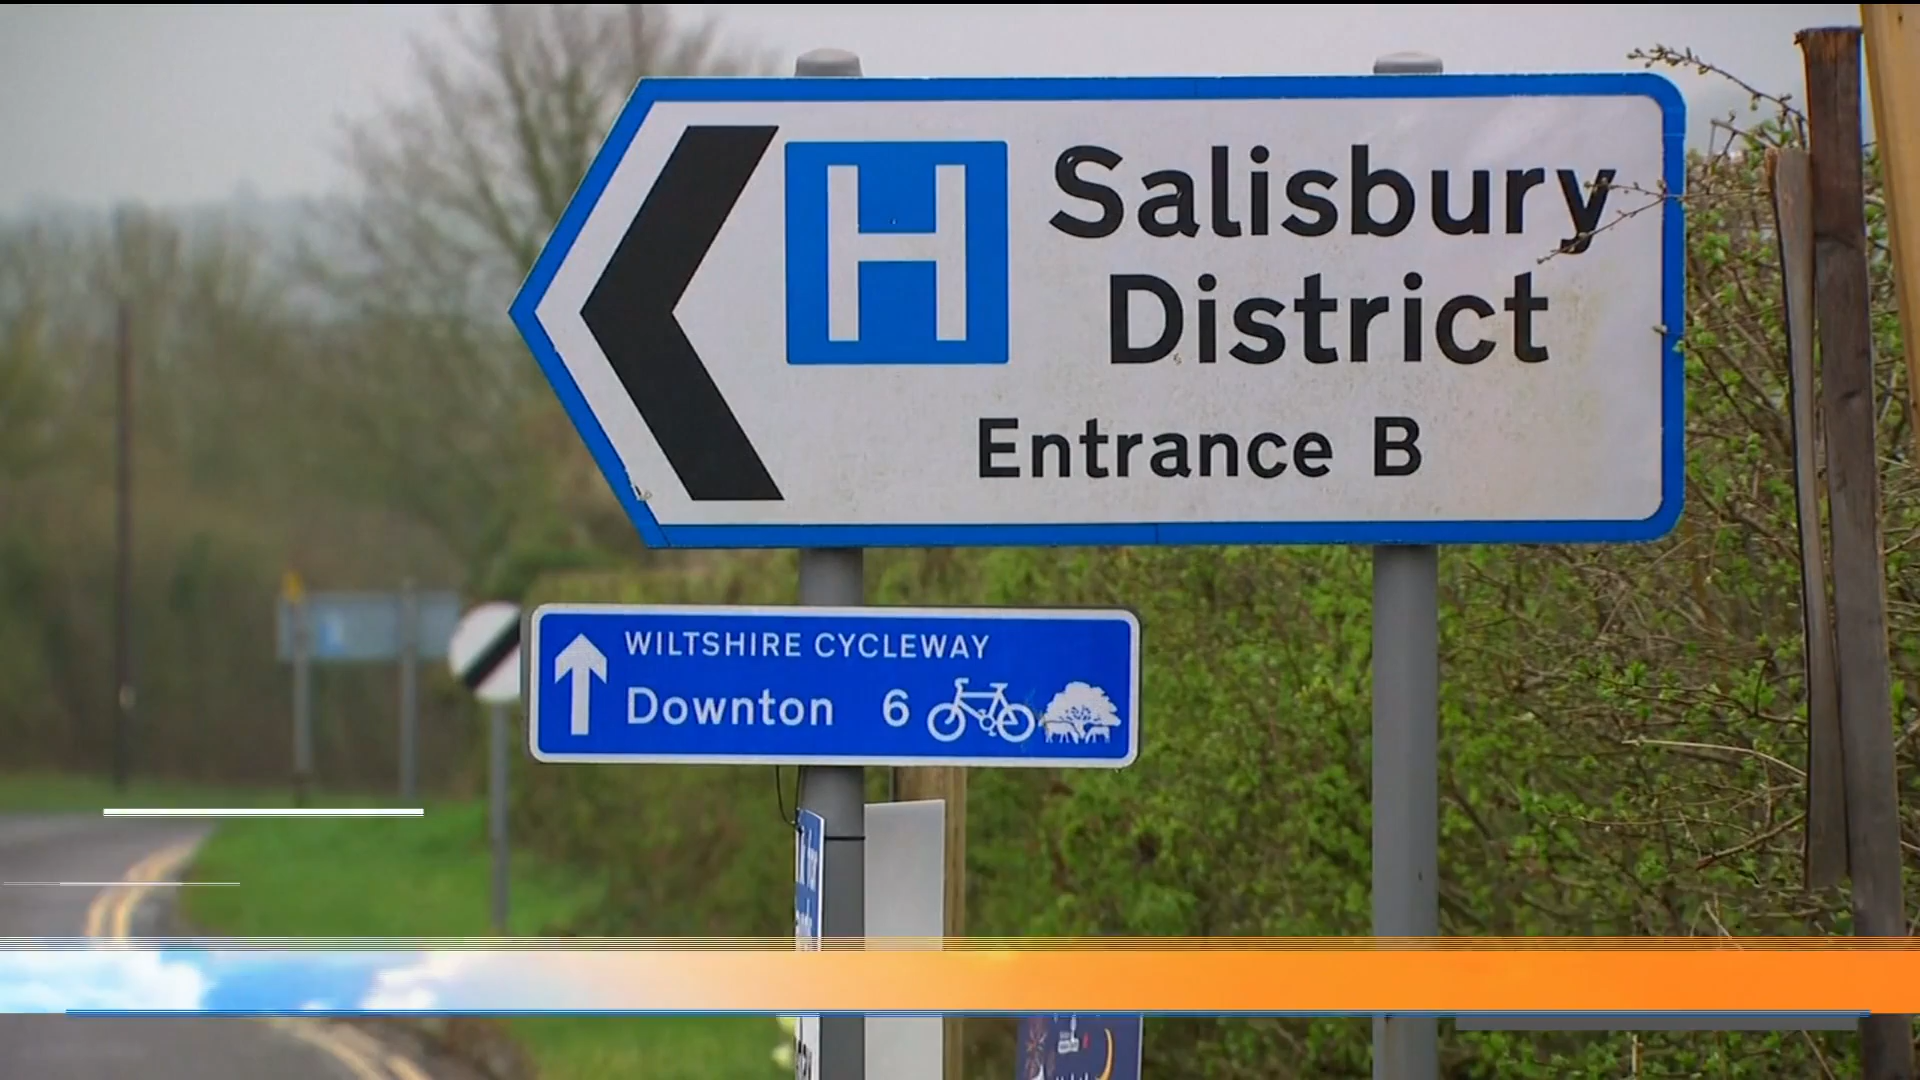 H Salisbury
District
Entrance B
WILTSHIRE CYCLEWAY
Downton 6